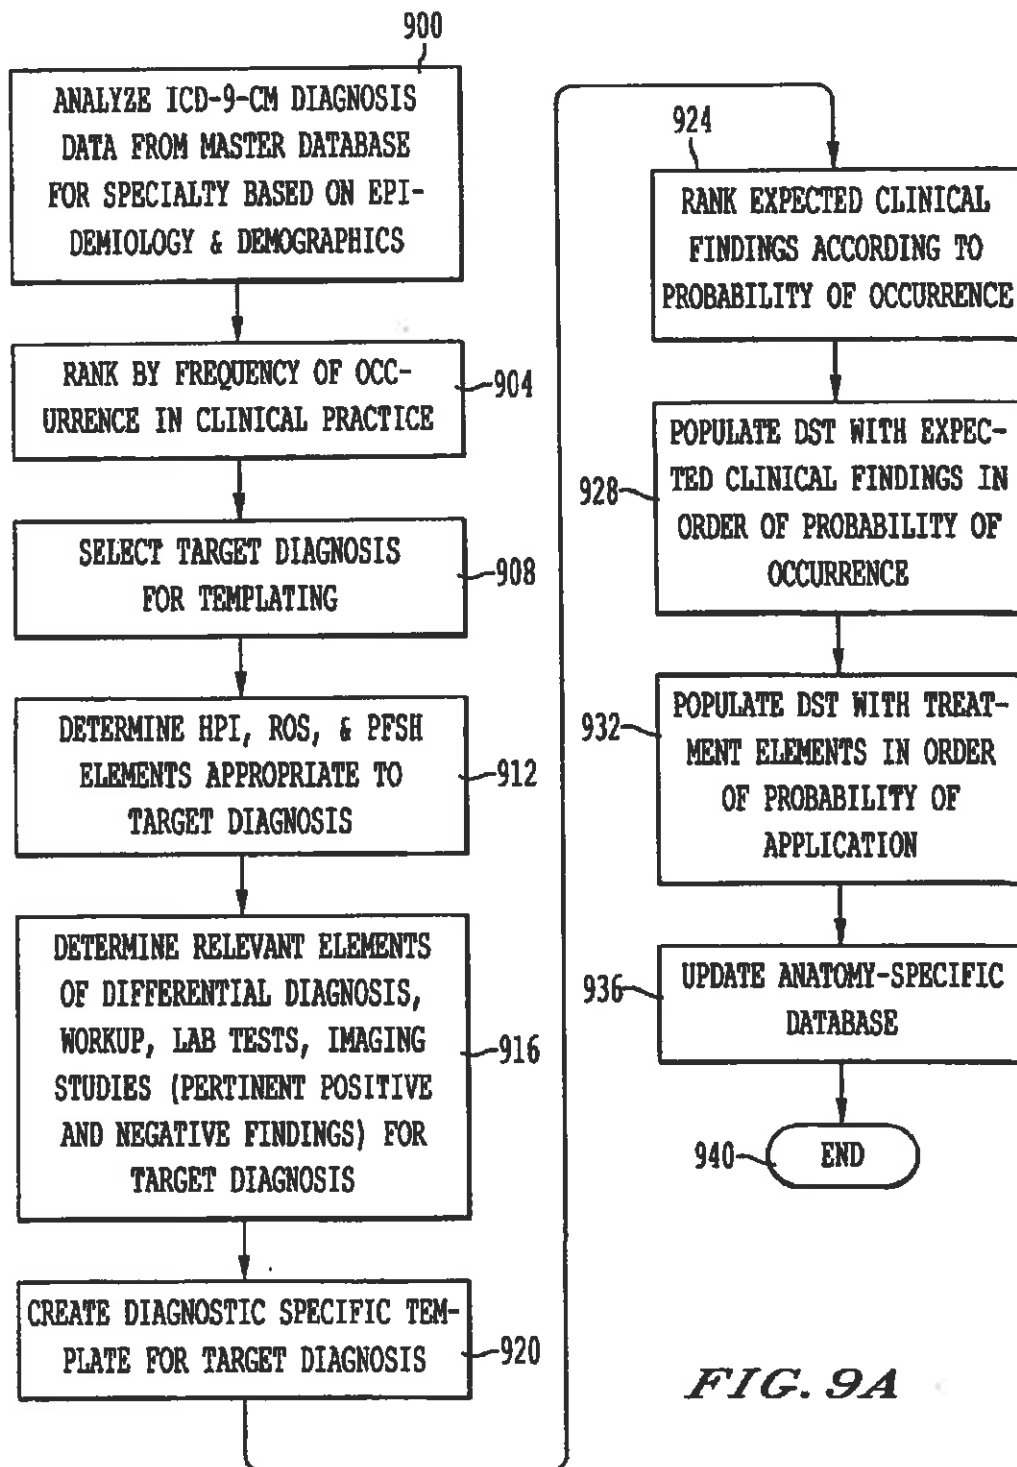 900
ANALYZE ICD-9-CM DIAGNOSIS
DATA FROM MASTER DATABASE
FOR SPECIALTY BASED ON EPI-
DEMIOLOGY & DEMOGRAPHICS
RANK BY FREQUENCY OF OCC-
URRENCE IN CLINICAL PRACTICE
904
SELECT TARGET DIAGNOSIS
FOR TEMPLATING
908
DETERMINE HPI, ROS, & PFSH
ELEMENTS APPROPRIATE TO
TARGET DIAGNOSIS
912
DETERMINE RELEVANT ELEMENTS
OF DIFFERENTIAL DIAGNOSIS,
WORKUP, LAB TESTS, IMAGING
STUDIES (PERTINENT POSITIVE
AND NEGATIVE FINDINGS) FOR
TARGET DIAGNOSIS
916
CREATE DIAGNOSTIC SPECIFIC TEM-
PLATE FOR TARGET DIAGNOSIS
920
924
RANK EXPECTED CLINICAL
FINDINGS ACCORDING TO
PROBABILITY OF OCCURRENCE
928
POPULATE DST WITH EXPEC-
TED CLINICAL FINDINGS IN
ORDER OF PROBABILITY OF
OCCURRENCE
932
POPULATE DST WITH TREAT-
MENT ELEMENTS IN ORDER
OF PROBABILITY OF
APPLICATION
936
UPDATE ANATOMY-SPECIFIC
DATABASE
940
END
FIG. 9A